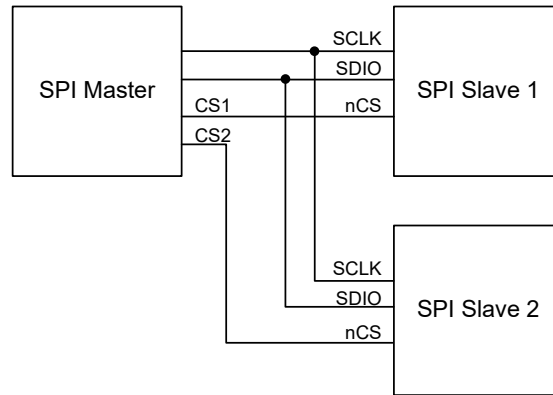 SCLK
SDIO
SPI Master
SPI Slave 1
CS1
nCS
CS2
SCLK
SDIO
SPI Slave 2
nCS